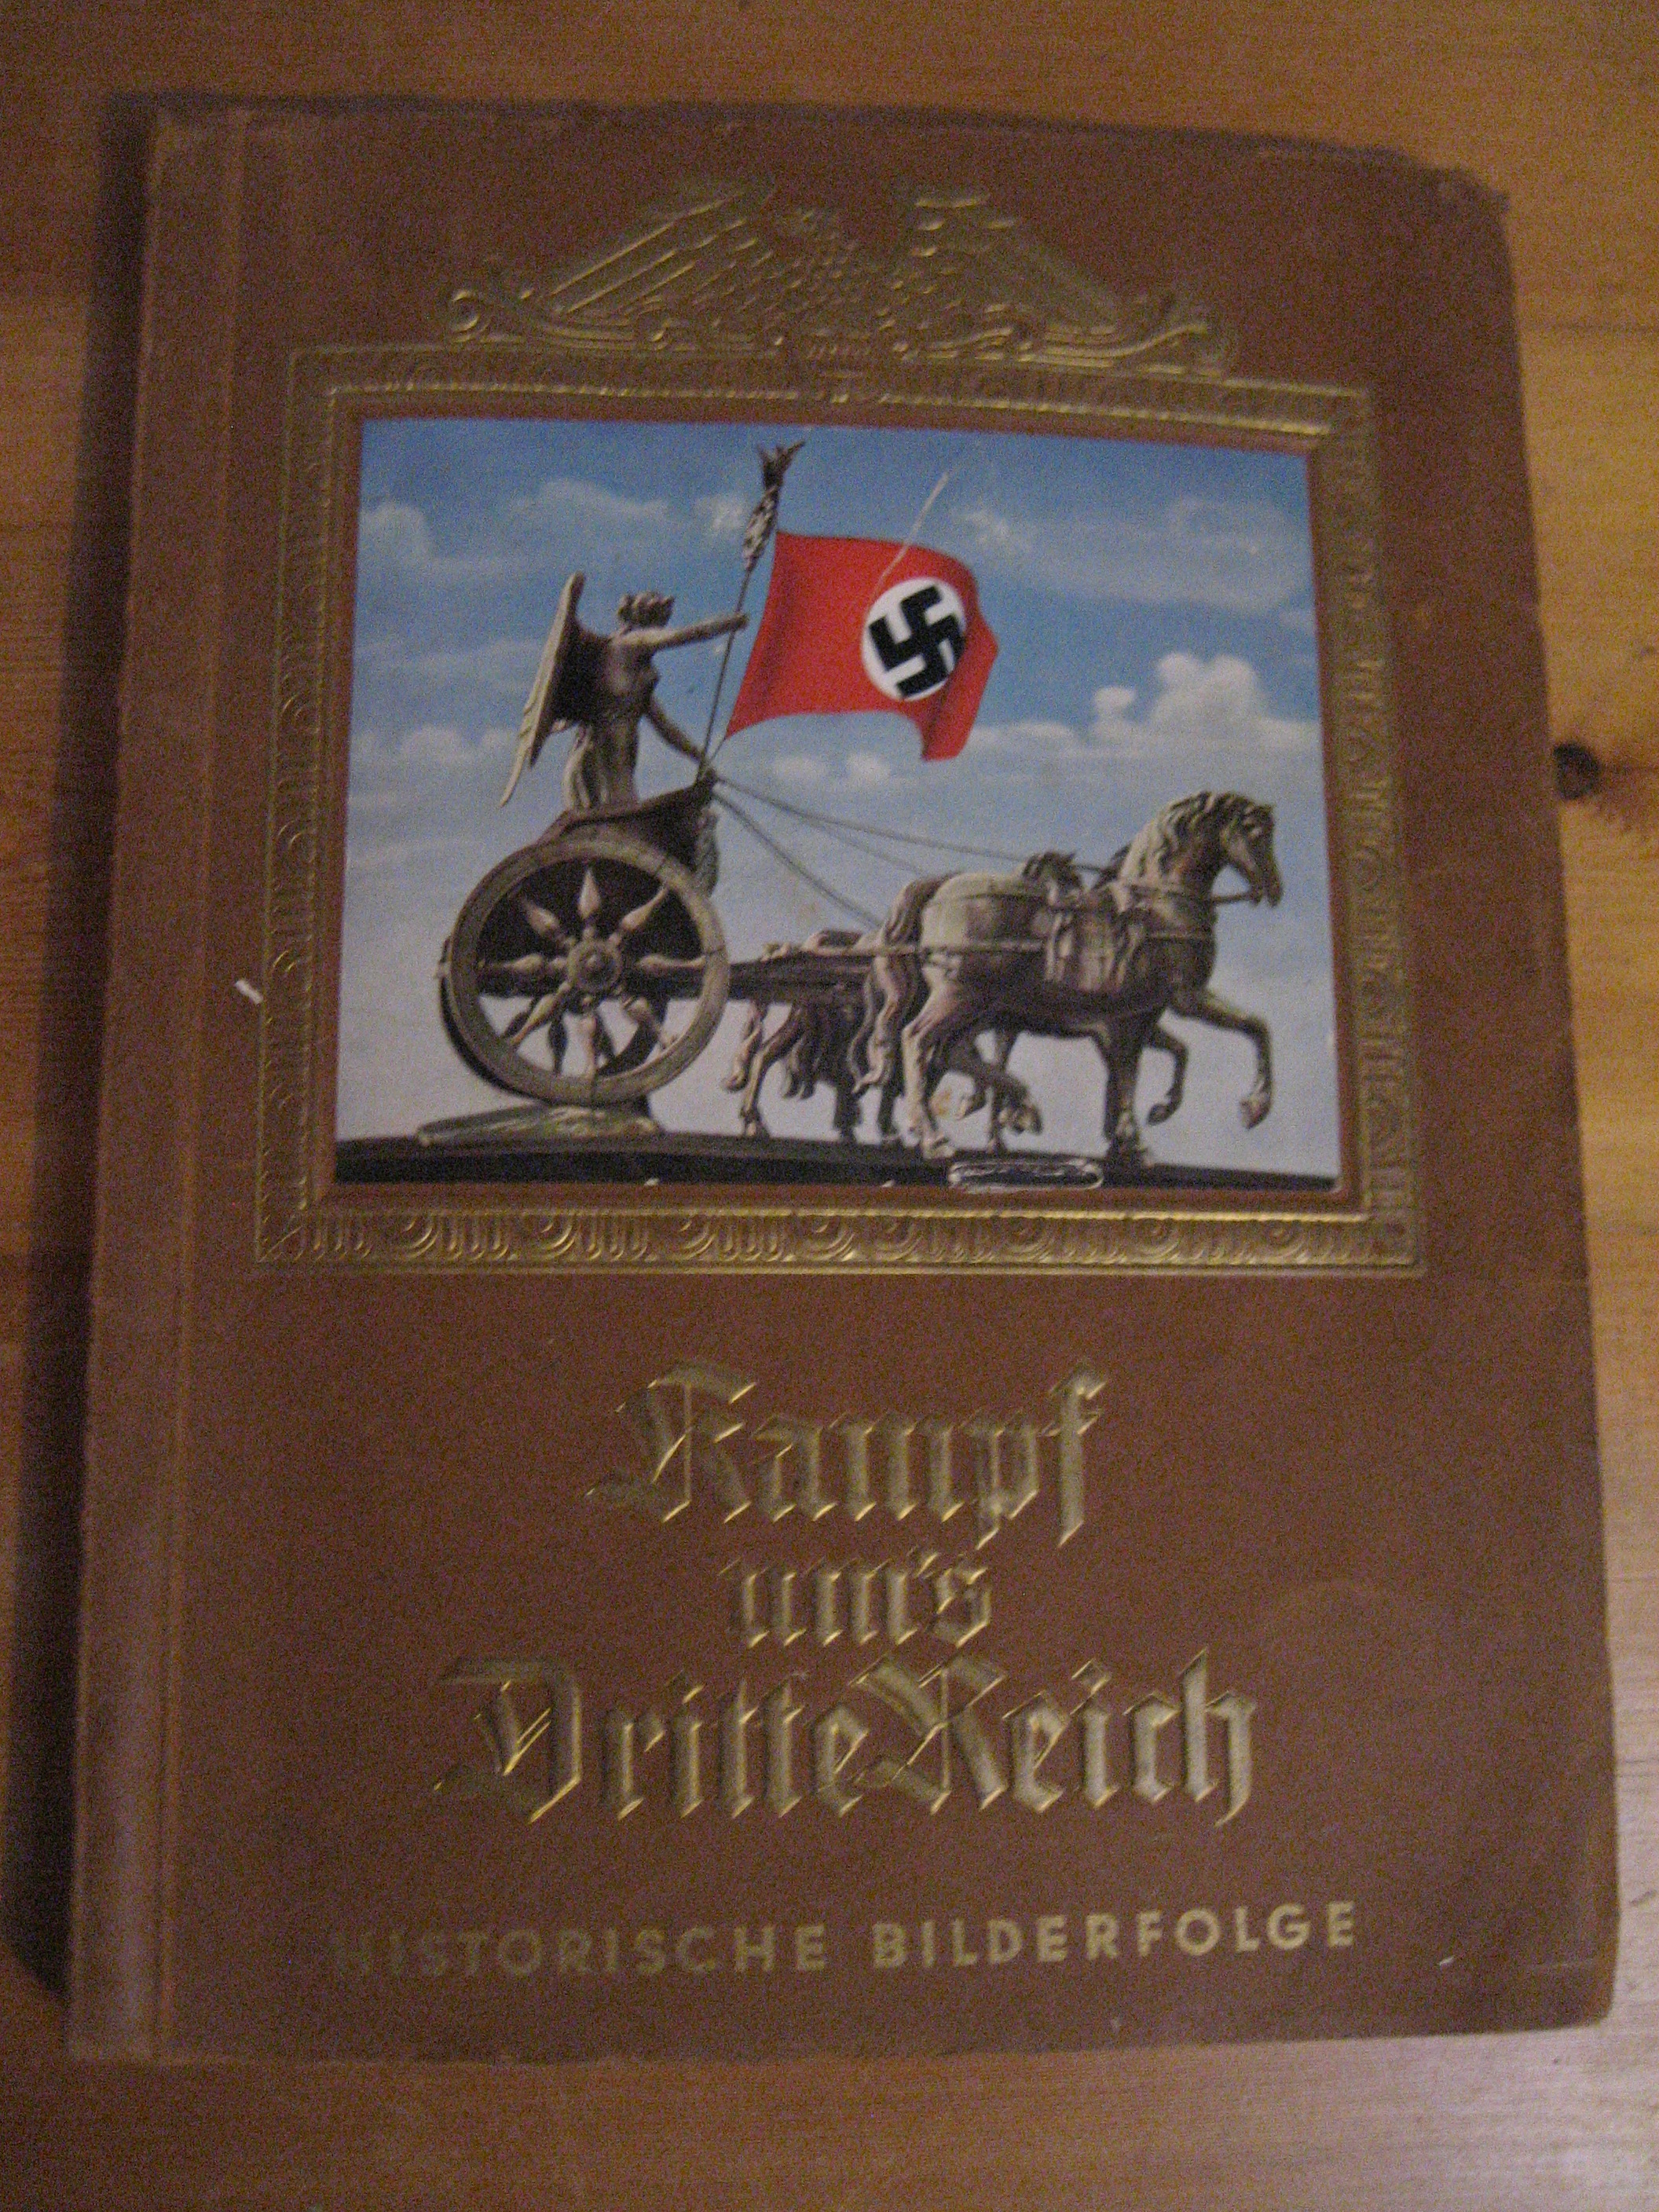 Kampf
um's
Dritte Reich
HISTORISCHE BILDERFOLGE